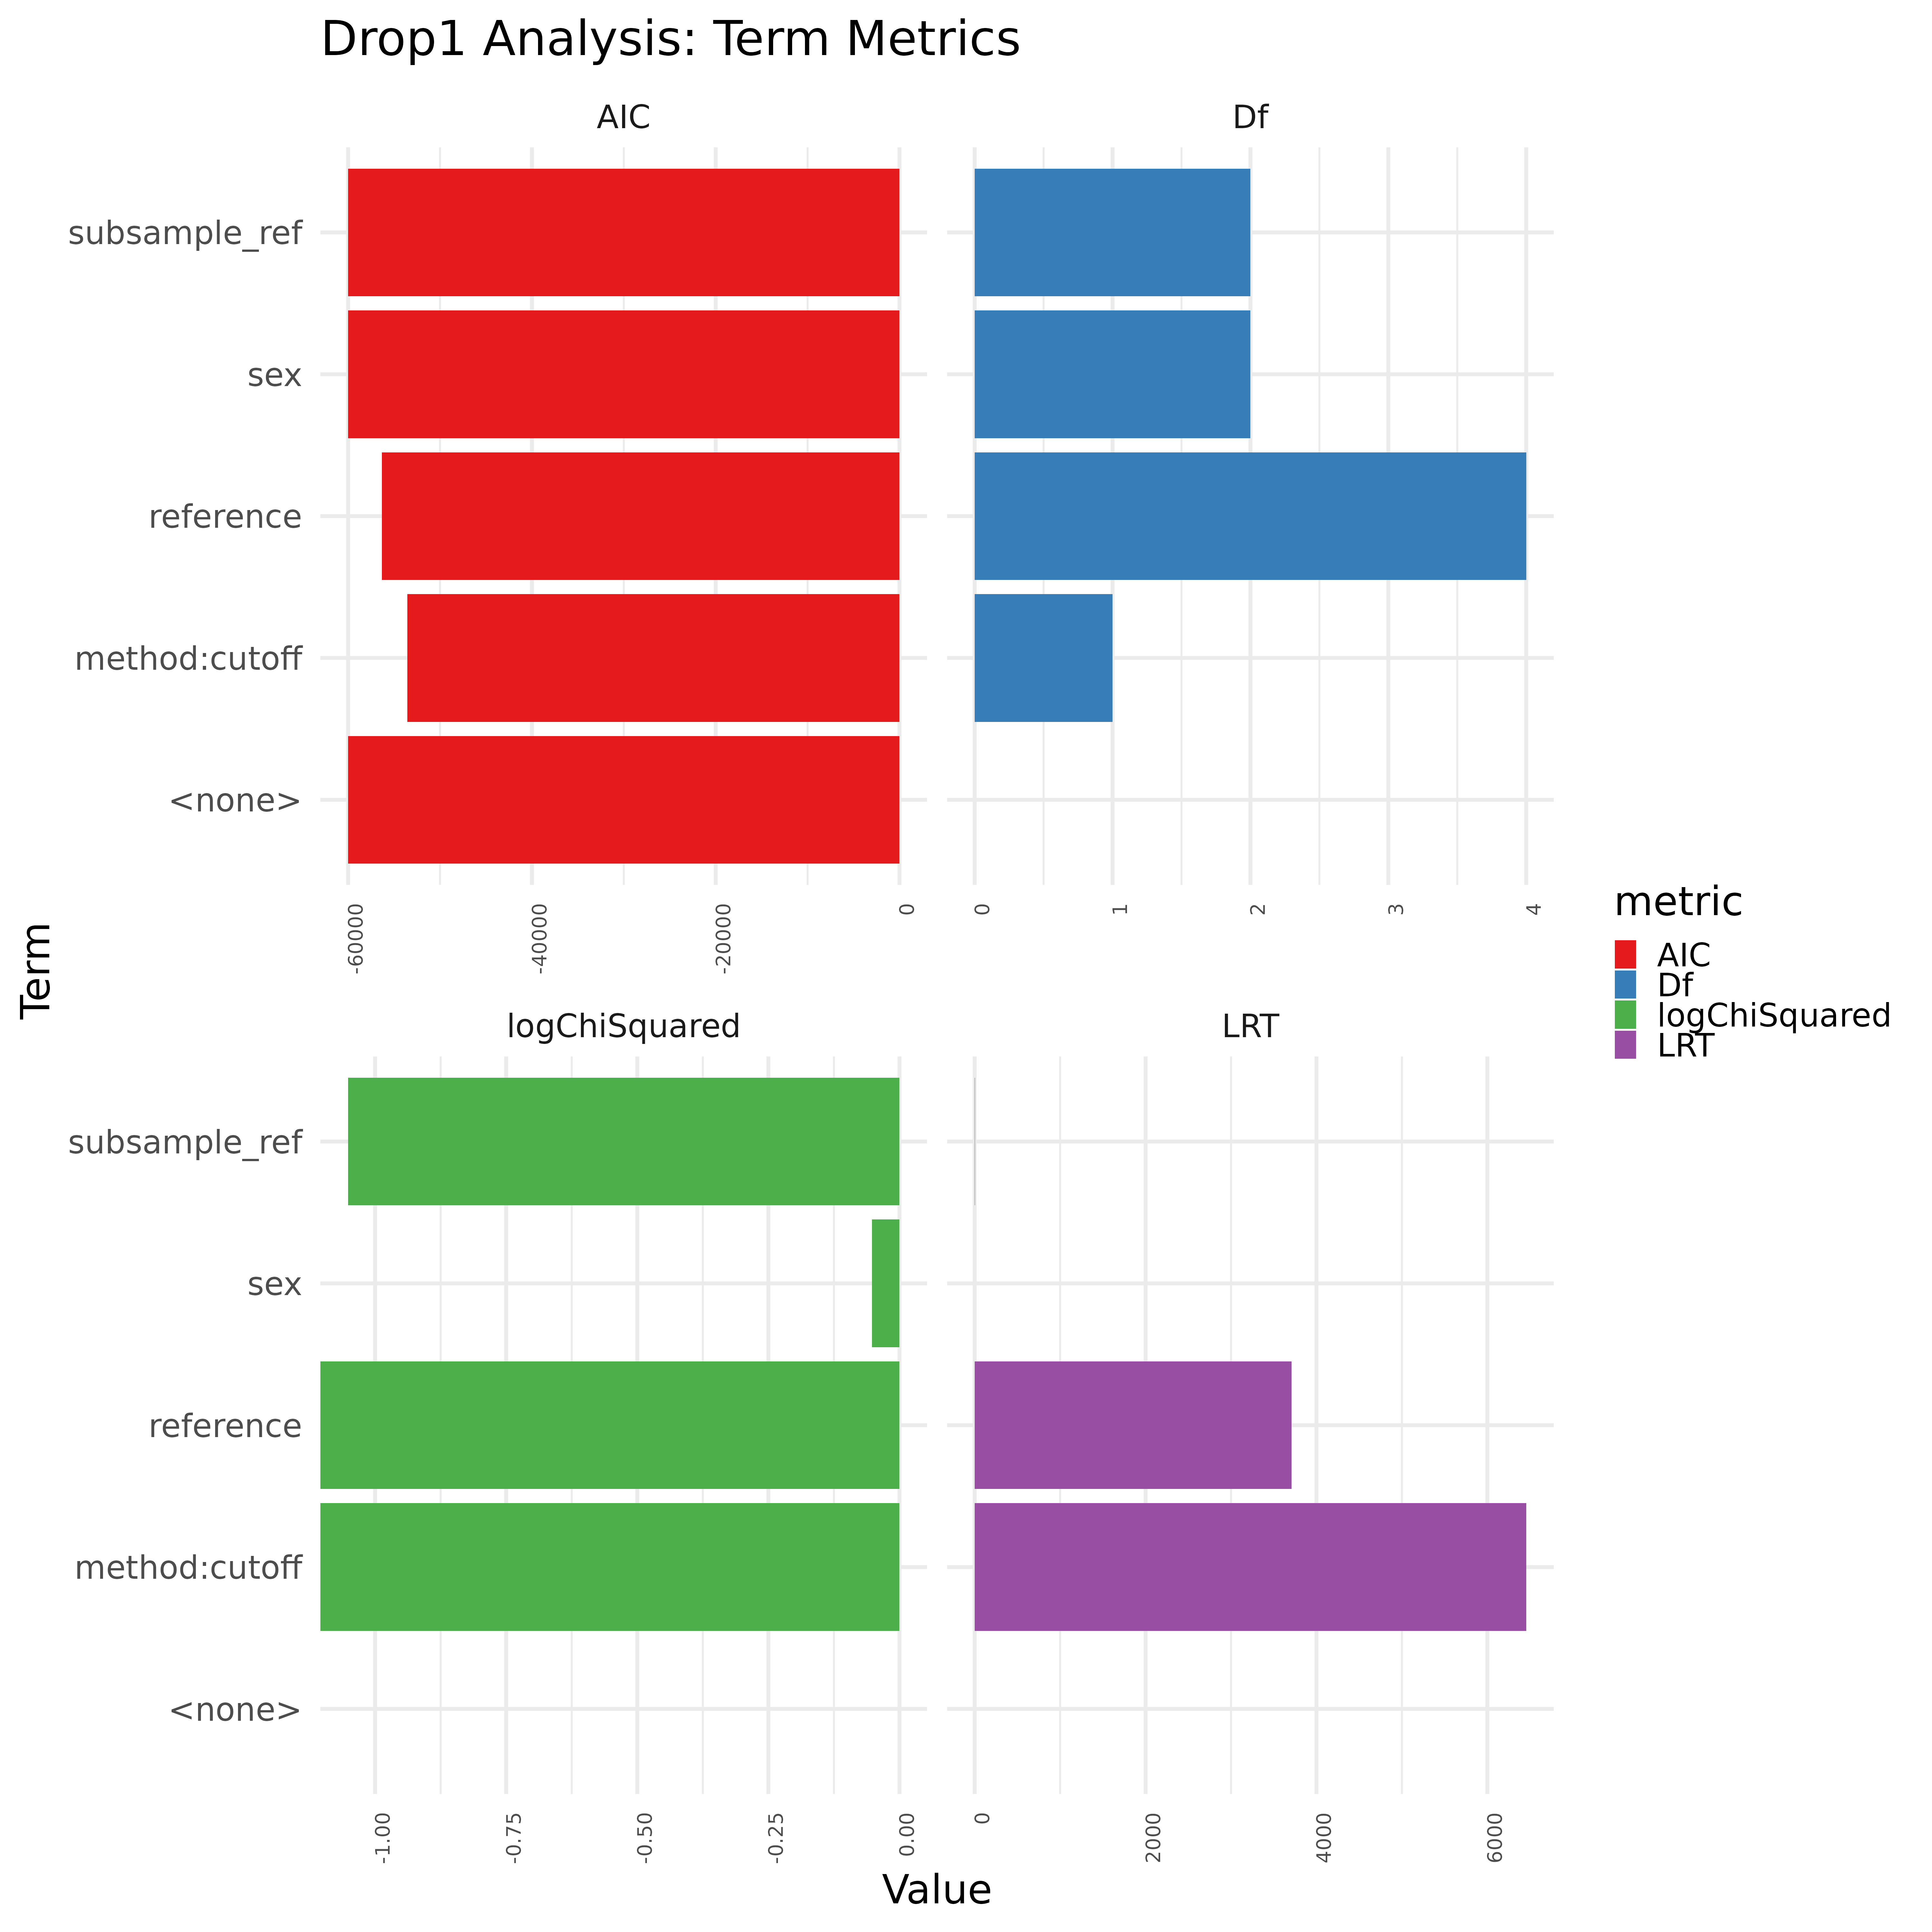 Drop1 Analysis: Term Metrics
AIC
Df
subsample_ref
sex
reference
method:cutoff
<none>
-60000
-40000
-20000
0
0
1
2
3
4
logChiSquared
LRT
subsample_ref
sex
reference
method:cutoff
<none>
-1.00
-0.75
-0.50
-0.25
0.00
0
2000
4000
6000
Term
Value
metric
AIC
Df
logChiSquared
LRT